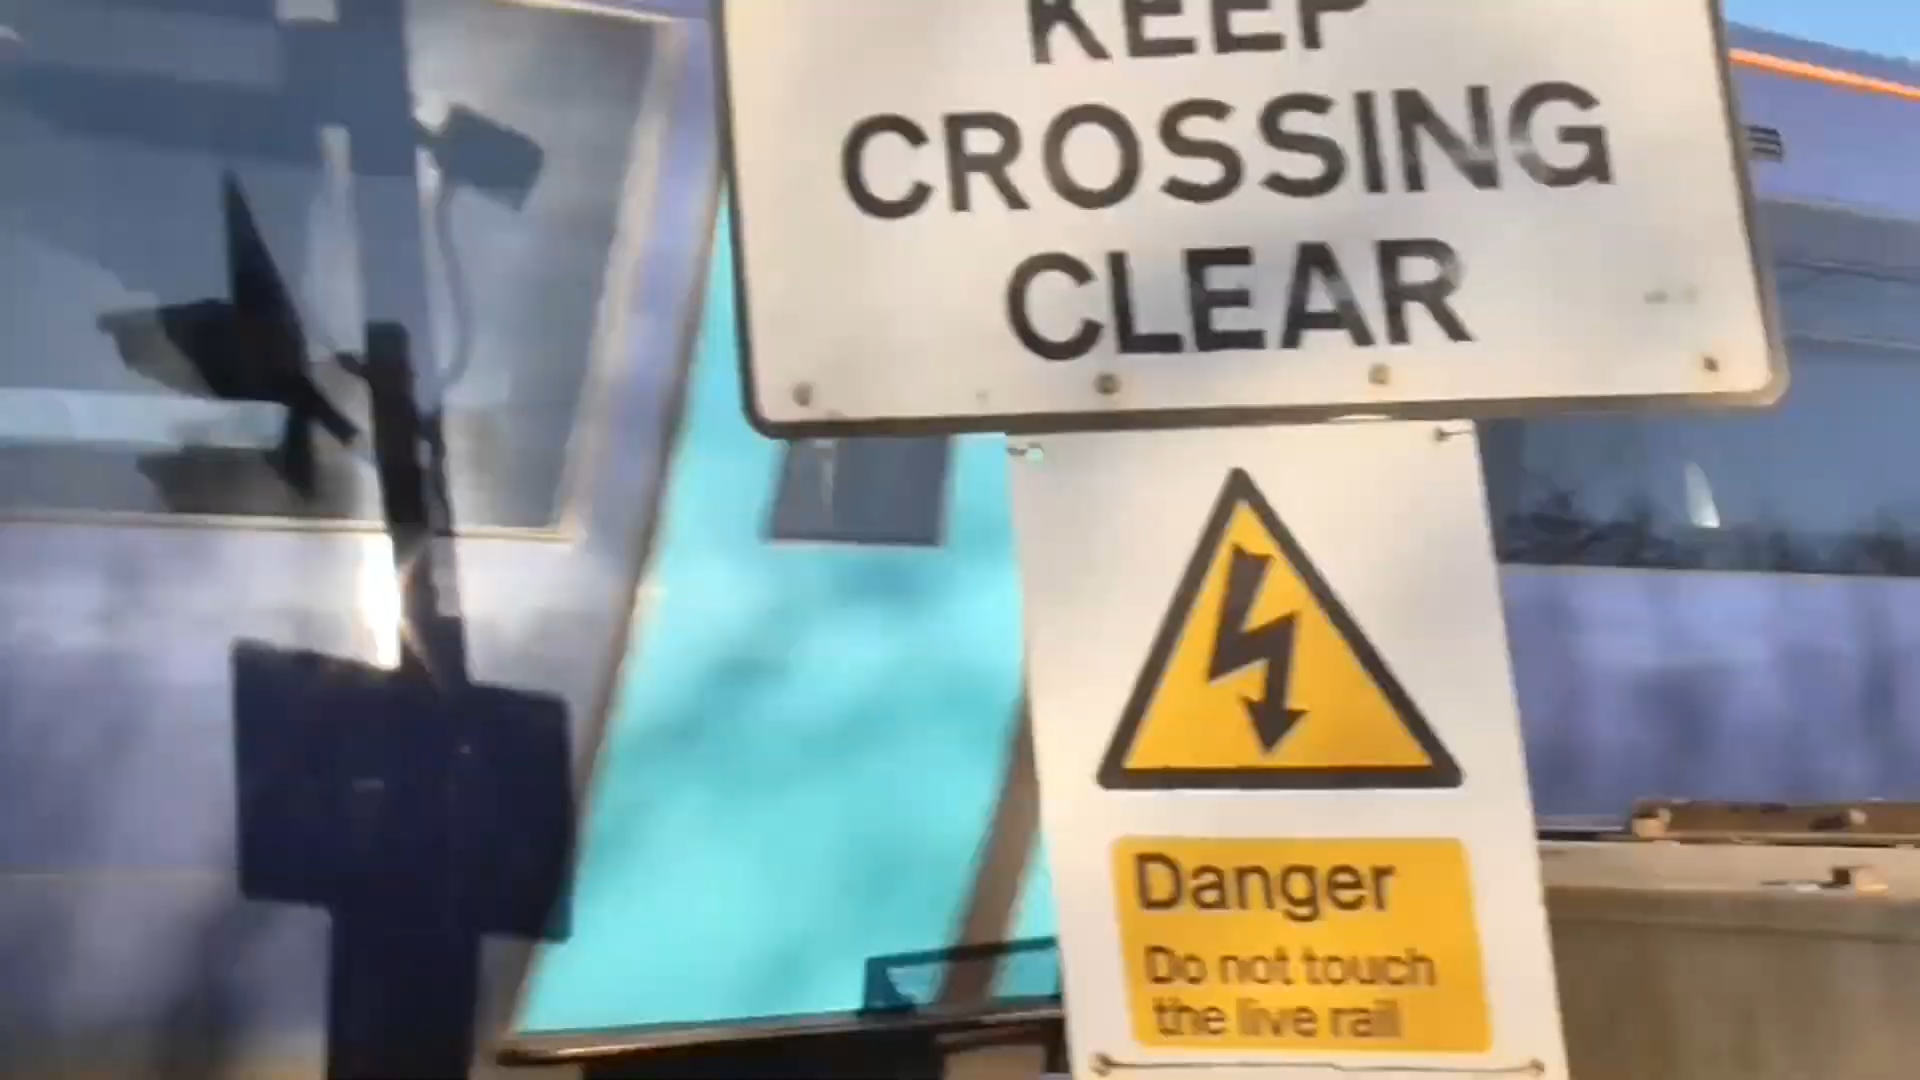 KEEP
CROSSING
CLEAR
Danger
Do not touch
the live rail